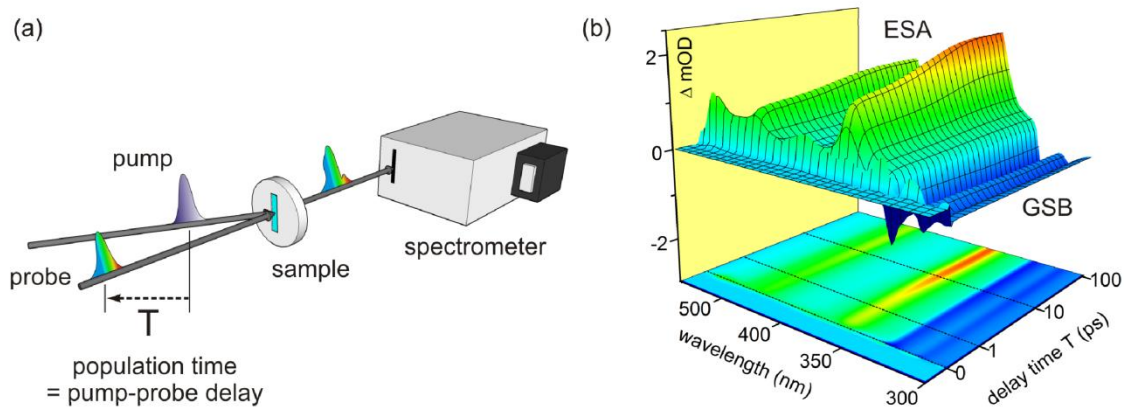 (a)
pump
probe
T
population time
= pump-probe delay
sample
spectrometer
(b)
Δ mOD
2
0
-2
ESA
GSB
500
450
400
350
300
wavelength (nm)
0
1
10
100
delay time T (ps)